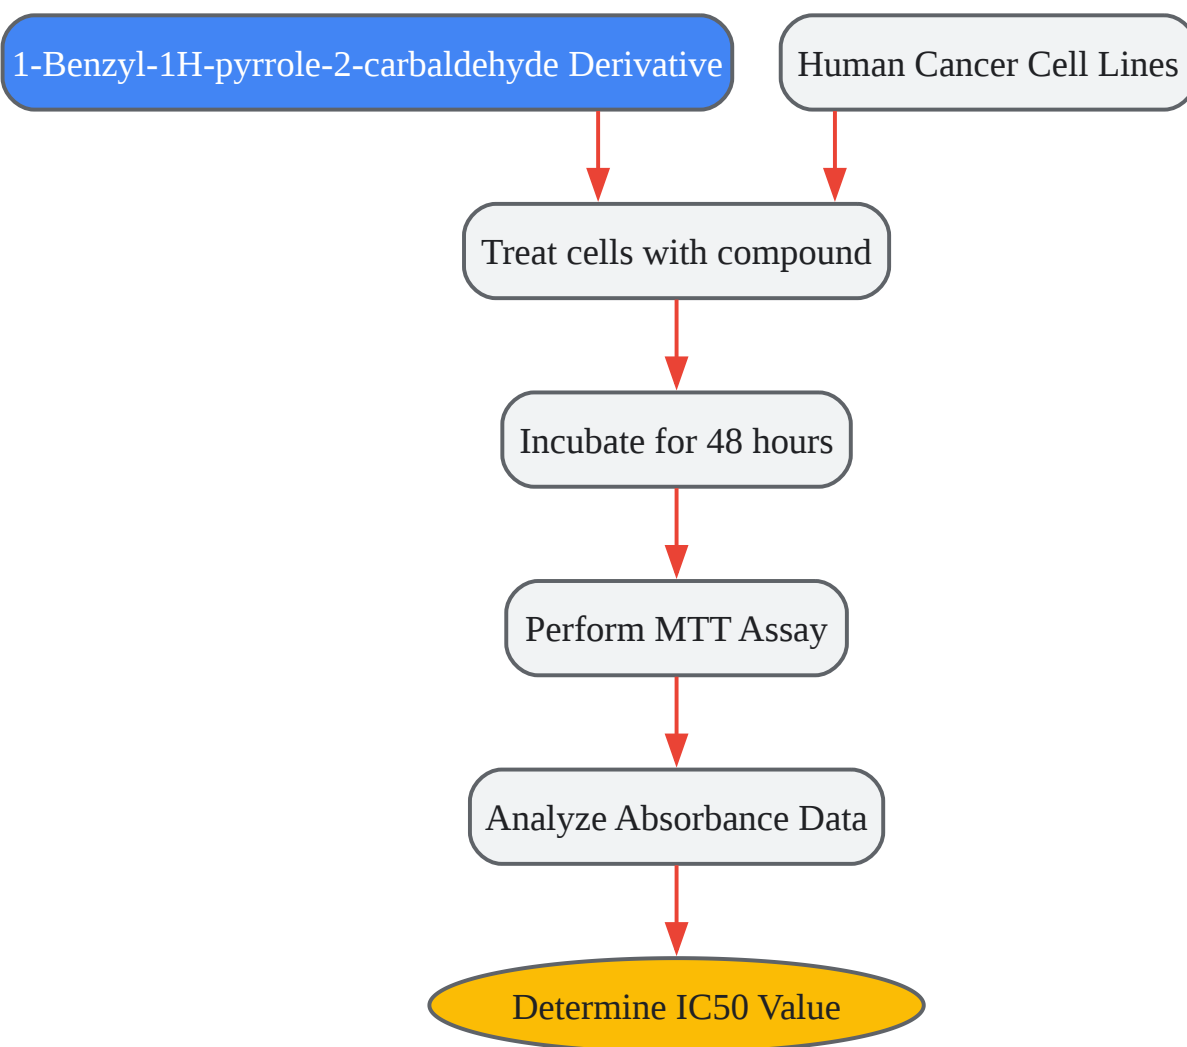 1-Benzyl-1H-pyrrole-2-carbaldehyde Derivative
Human Cancer Cell Lines
Treat cells with compound
Incubate for 48 hours
Perform MTT Assay
Analyze Absorbance Data
Determine IC50 Value